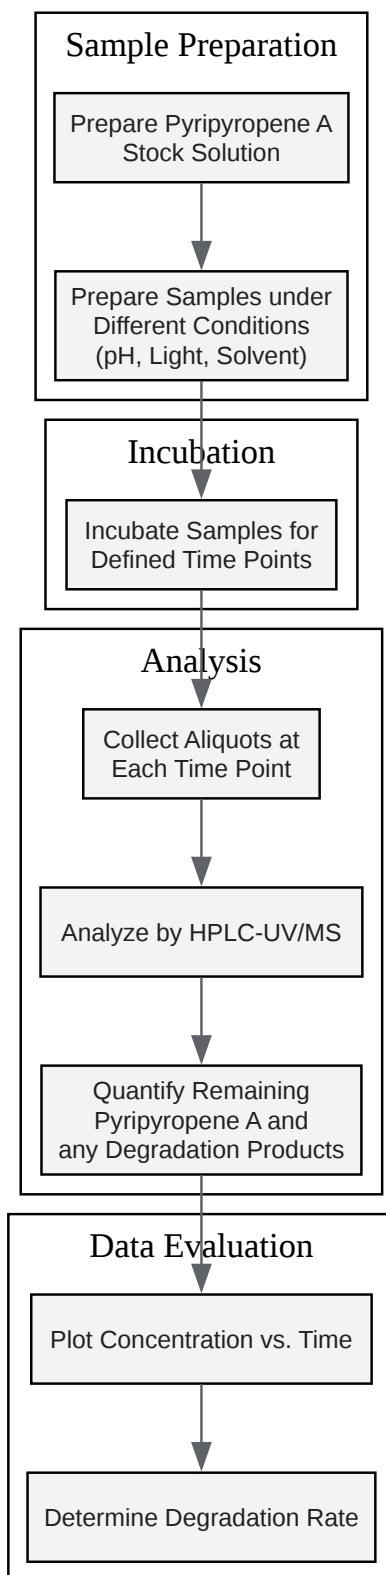 Sample Preparation
Prepare Pyripyropene A
Stock Solution
Prepare Samples under
Different Conditions
(pH, Light, Solvent)
Incubation
Incubate Samples for
Defined Time Points
Analysis
Collect Aliquots at
Each Time Point
Analyze by HPLC-UV/MS
Quantify Remaining
Pyripyropene A and
any Degradation Products
Data Evaluation
Plot Concentration vs. Time
Determine Degradation Rate